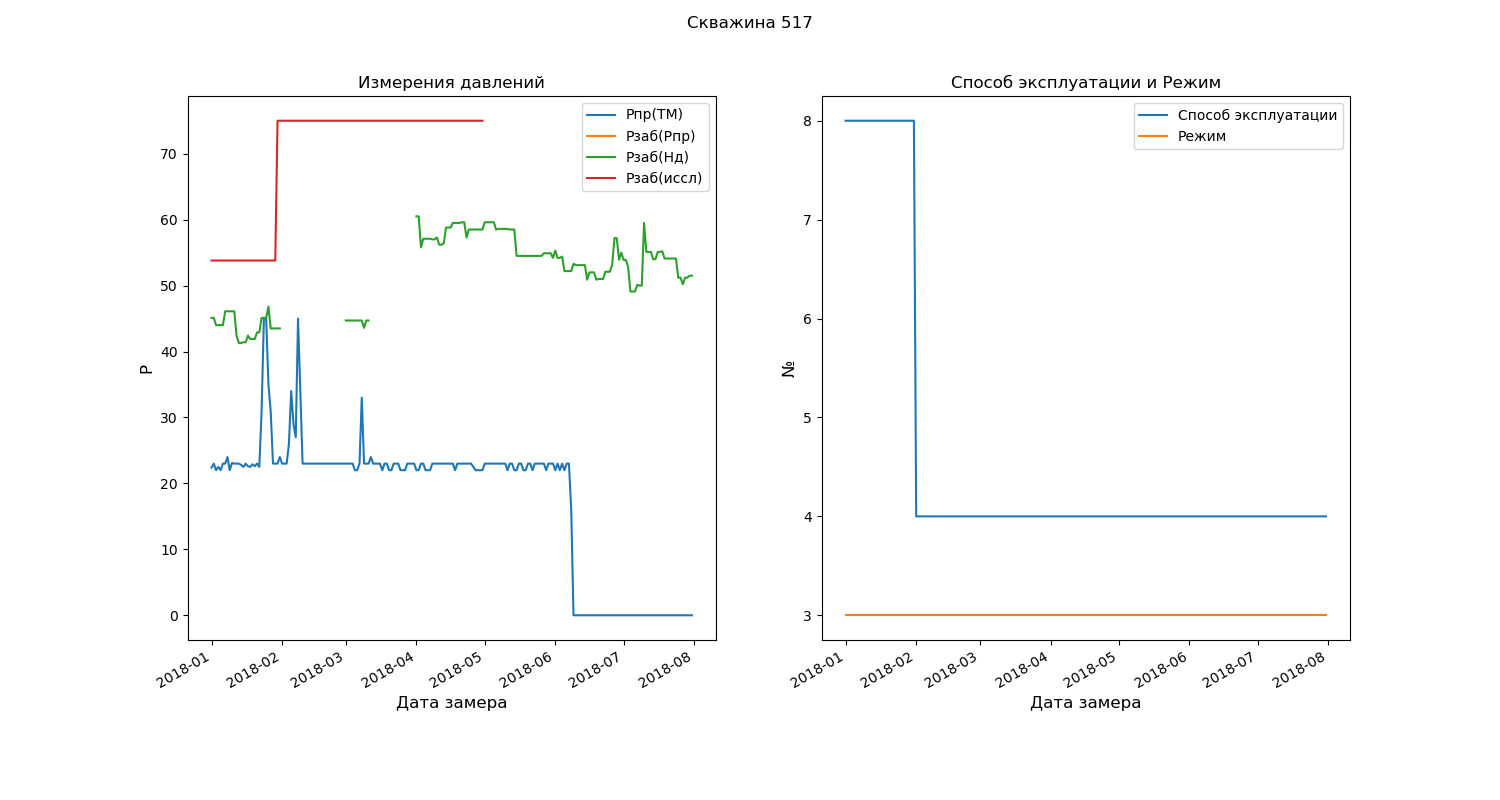 Скважина 517
Измерения давлений
Рпр(ТМ)
Рзаб(Рпр)
Рзаб(Нд)
Рзаб(иссл)
70
60
50
40
30
20
10
0
Р
2018-01
2018-02
2018-03
2018-04
2018-05
2018-06
2018-07
2018-08
Дата замера
Способ эксплуатации и Режим
Способ эксплуатации
Режим
8
7
6
5
4
3
№
2018-01
2018-02
2018-03
2018-04
2018-05
2018-06
2018-07
2018-08
Дата замера